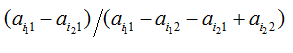 (a_{i_1 1} − a_{i_2 1})/(a_{i_1 1} − a_{i_1 2} − a_{i_2 1} + a_{i_2 2})